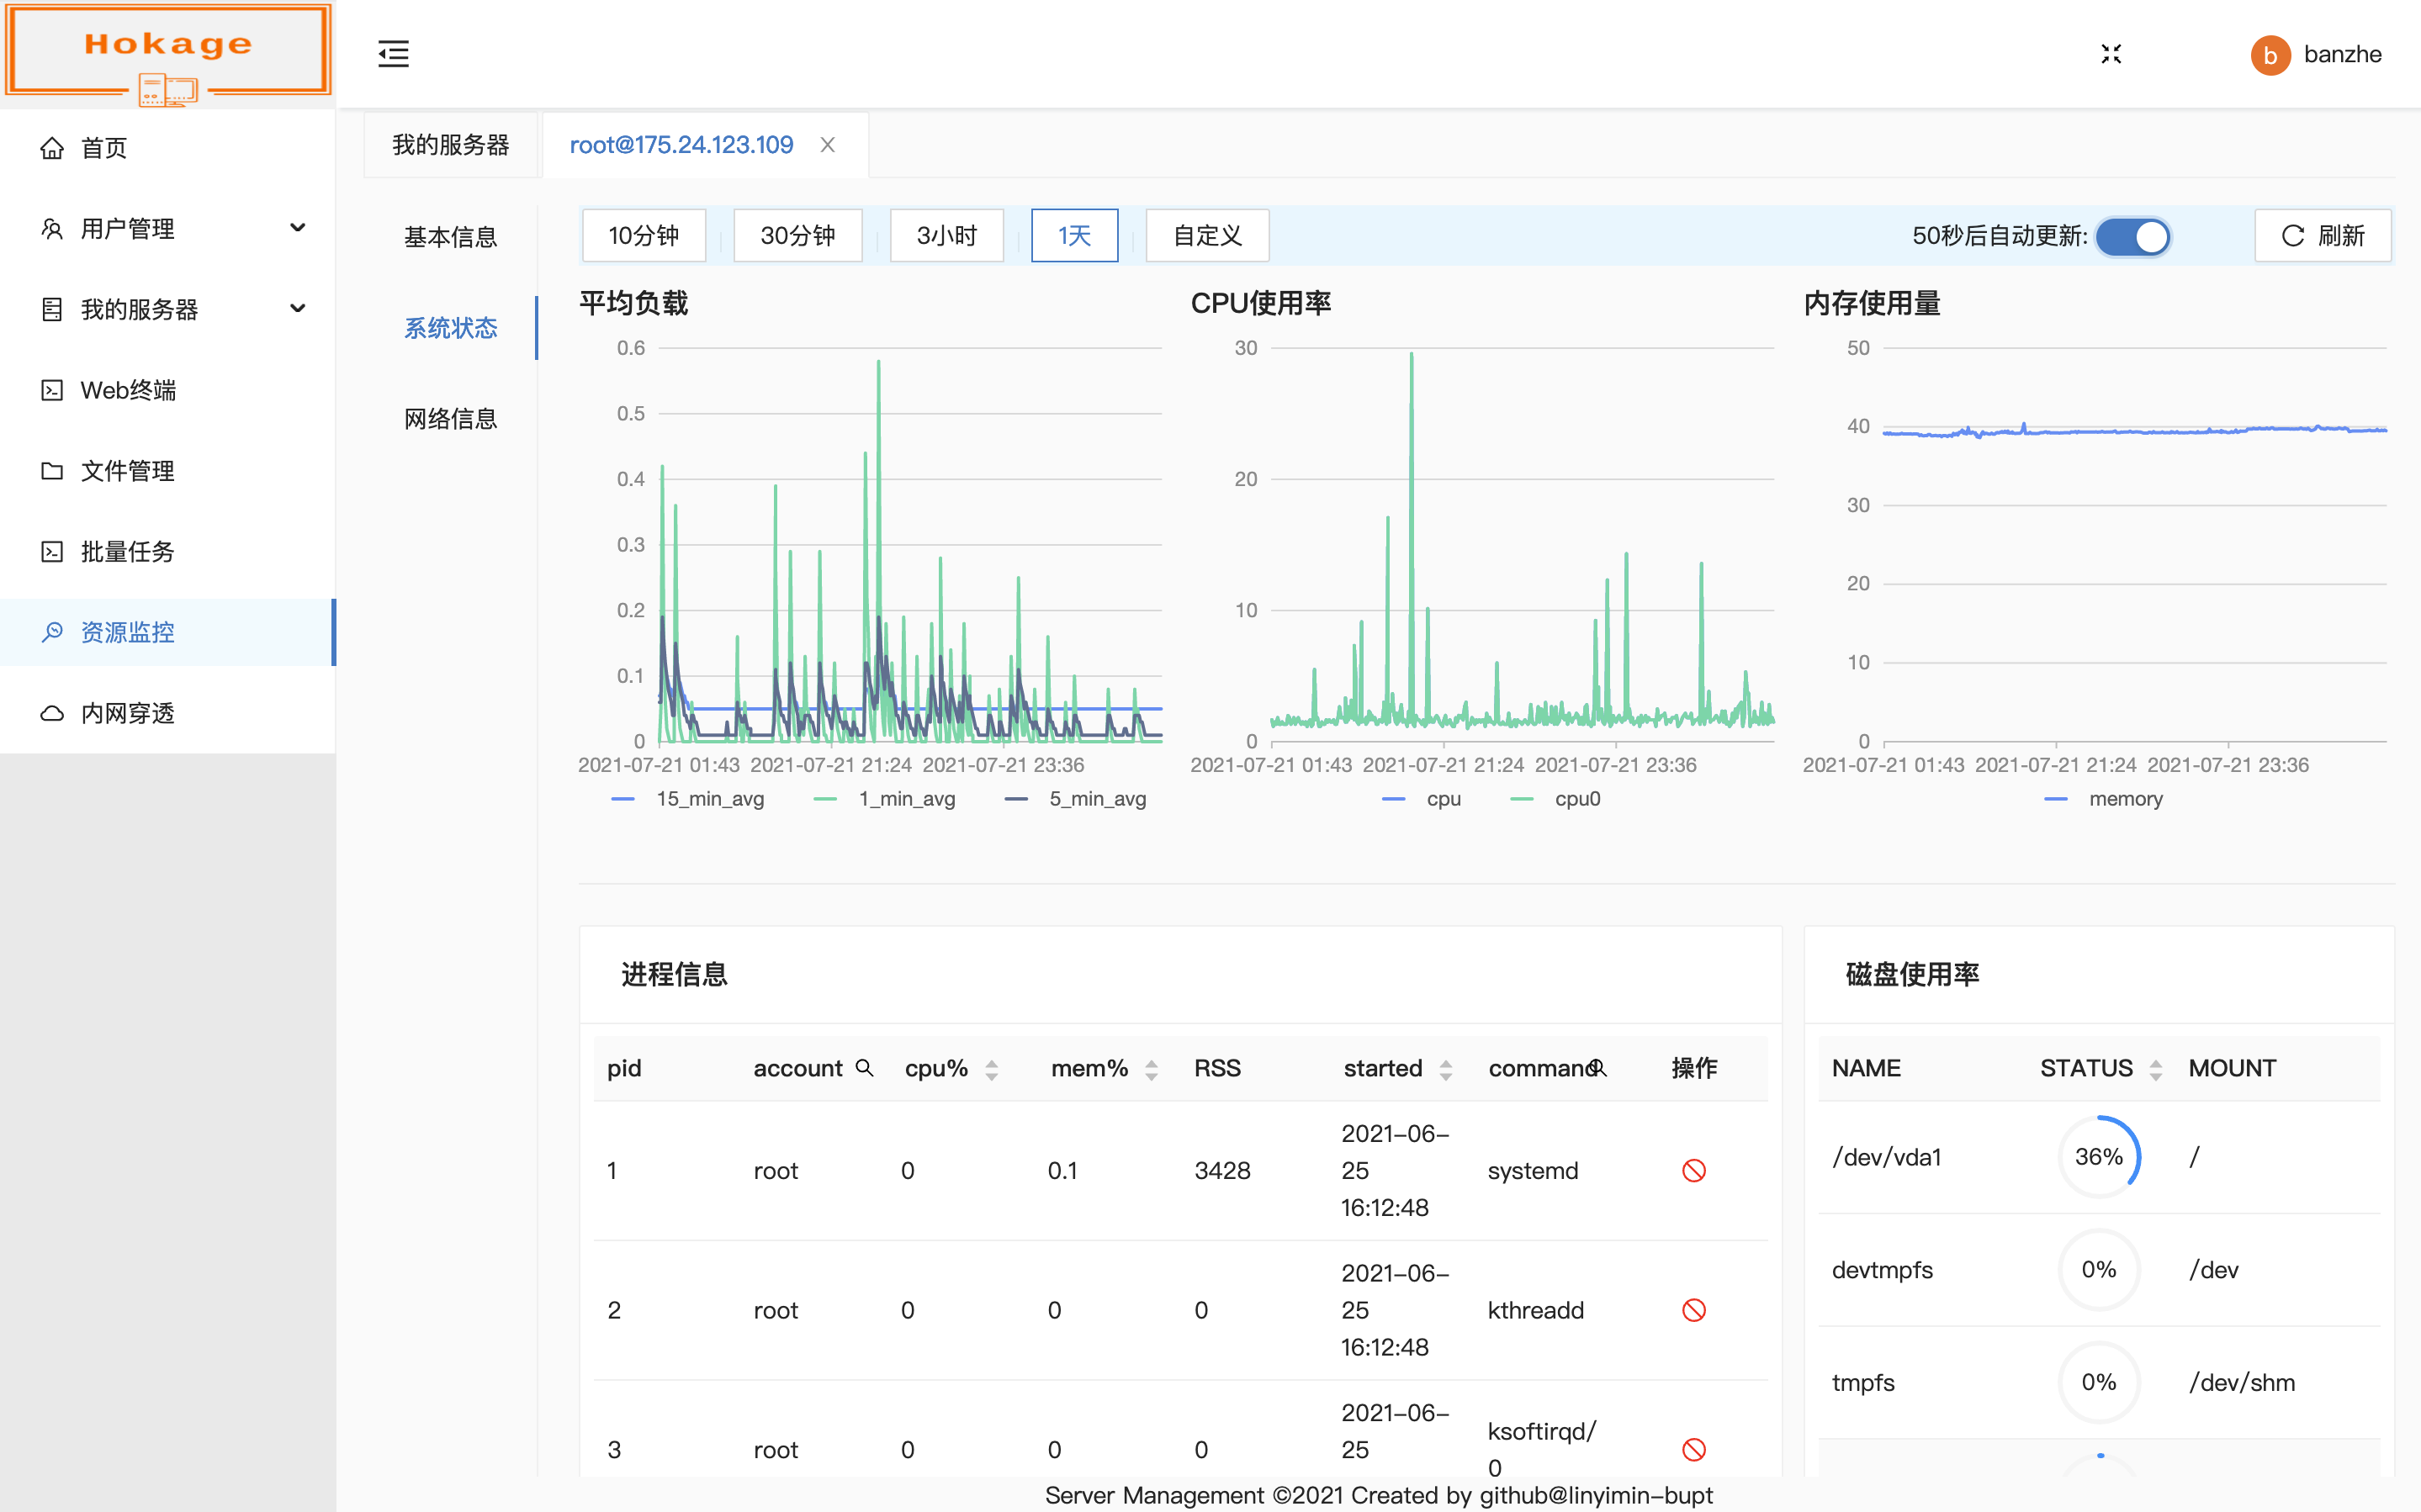 Hokage
b banzhe
首页
用户管理
我的服务器
Web终端
文件管理
批量任务
资源监控
内网穿透
我的服务器 root@175.24.123.109
基本信息
系统状态
网络信息
10分钟 30分钟 3小时 1天 自定义 50秒后自动更新: 刷新
平均负载
0.6
0.5
0.4
0.3
0.2
0.1
0
2021-07-21 01:43 2021-07-21 21:24 2021-07-21 23:36
15_min_avg 1_min_avg 5_min_avg
CPU使用率
30
20
10
0
2021-07-21 01:43 2021-07-21 21:24 2021-07-21 23:36
cpu cpu0
内存使用量
50
40
30
20
10
0
2021-07-21 01:43 2021-07-21 21:24 2021-07-21 23:36
memory
进程信息
pid account cpu% mem% RSS started command 操作
1 root 0 0.1 3428 2021-06-25 16:12:48 systemd
2 root 0 0 0 2021-06-25 16:12:48 kthreadd
3 root 0 0 0 2021-06-25 ksoftirqd/0
磁盘使用率
NAME STATUS MOUNT
/dev/vda1 36% /
devtmpfs 0% /dev
tmpfs 0% /dev/shm
Server Management ©2021 Created by github@linyimin-bupt